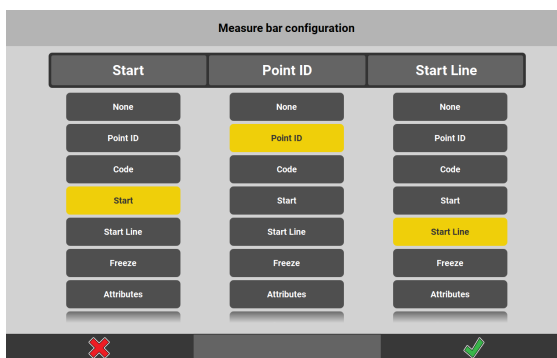 Measure bar configuration
Start Point ID Start Line
None None None
Point ID Point ID Point ID
Code Code Code
Start Start Start
Start Line Start Line Start Line
Freeze Freeze Freeze
Attributes Attributes Attributes